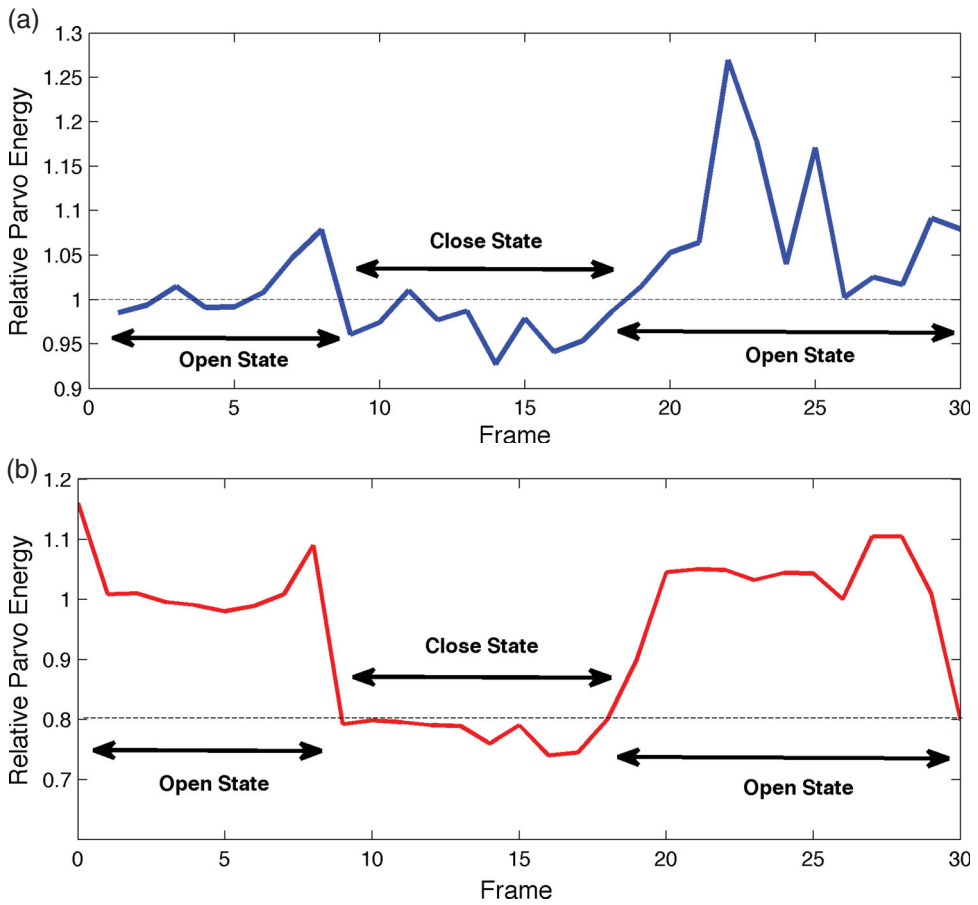 (a)
1.3
1.25
1.2
1.15
1.1
1.05
1
0.95
0.9
Relative Parvo Energy
Close State
Open State
Open State
0 5 10 15 20 25 30
Frame
(b)
1.2
1.1
1
0.9
0.8
0.7
Relative Parvo Energy
Close State
Open State
Open State
0 5 10 15 20 25 30
Frame